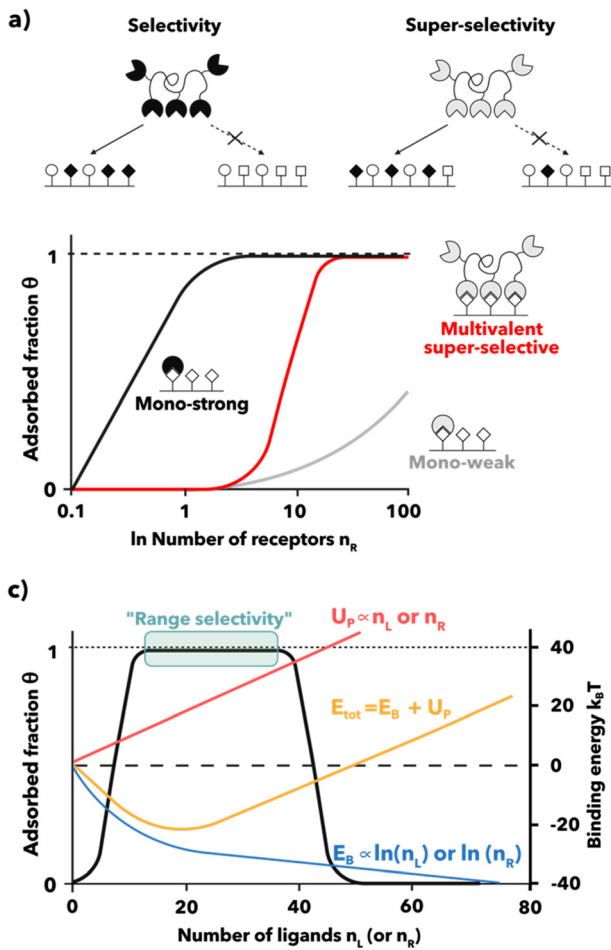 a)
Selectivity
Super-selectivity
1
Adsorbed fraction θ
0
Mono-strong
Multivalent
super-selective
Mono-weak
0.1
1
10
100
ln Number of receptors n_R
c)
"Range selectivity"
U_P ∝ n_L or n_R
1
Adsorbed fraction θ
0
E_tot = E_B + U_P
E_B ∝ ln(n_L) or ln (n_R)
40
20
0
-20
-40
Binding energy k_BT
0
20
40
60
80
Number of ligands n_L (or n_R)